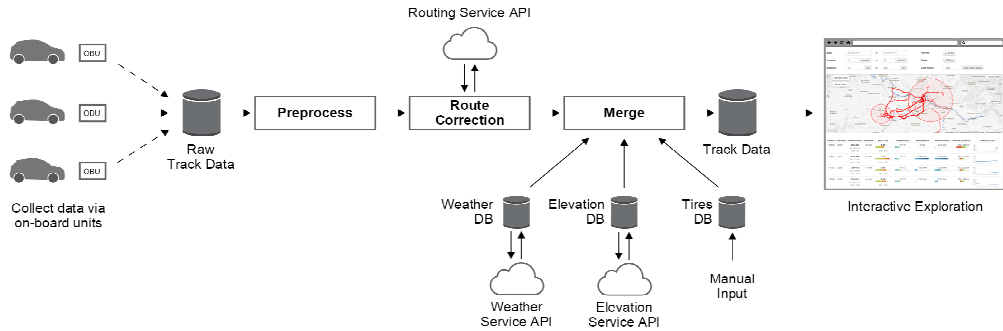 Routing Service API
OBU
OBU
OBU
Preprocess
Route
Correction
Merge
Raw
Track Data
Track Data
Collect data via
on-board units
Weather
DB
Elevation
DB
Tires
DB
Interactive Exploration
Weather
Service API
Elevation
Service API
Manual
Input